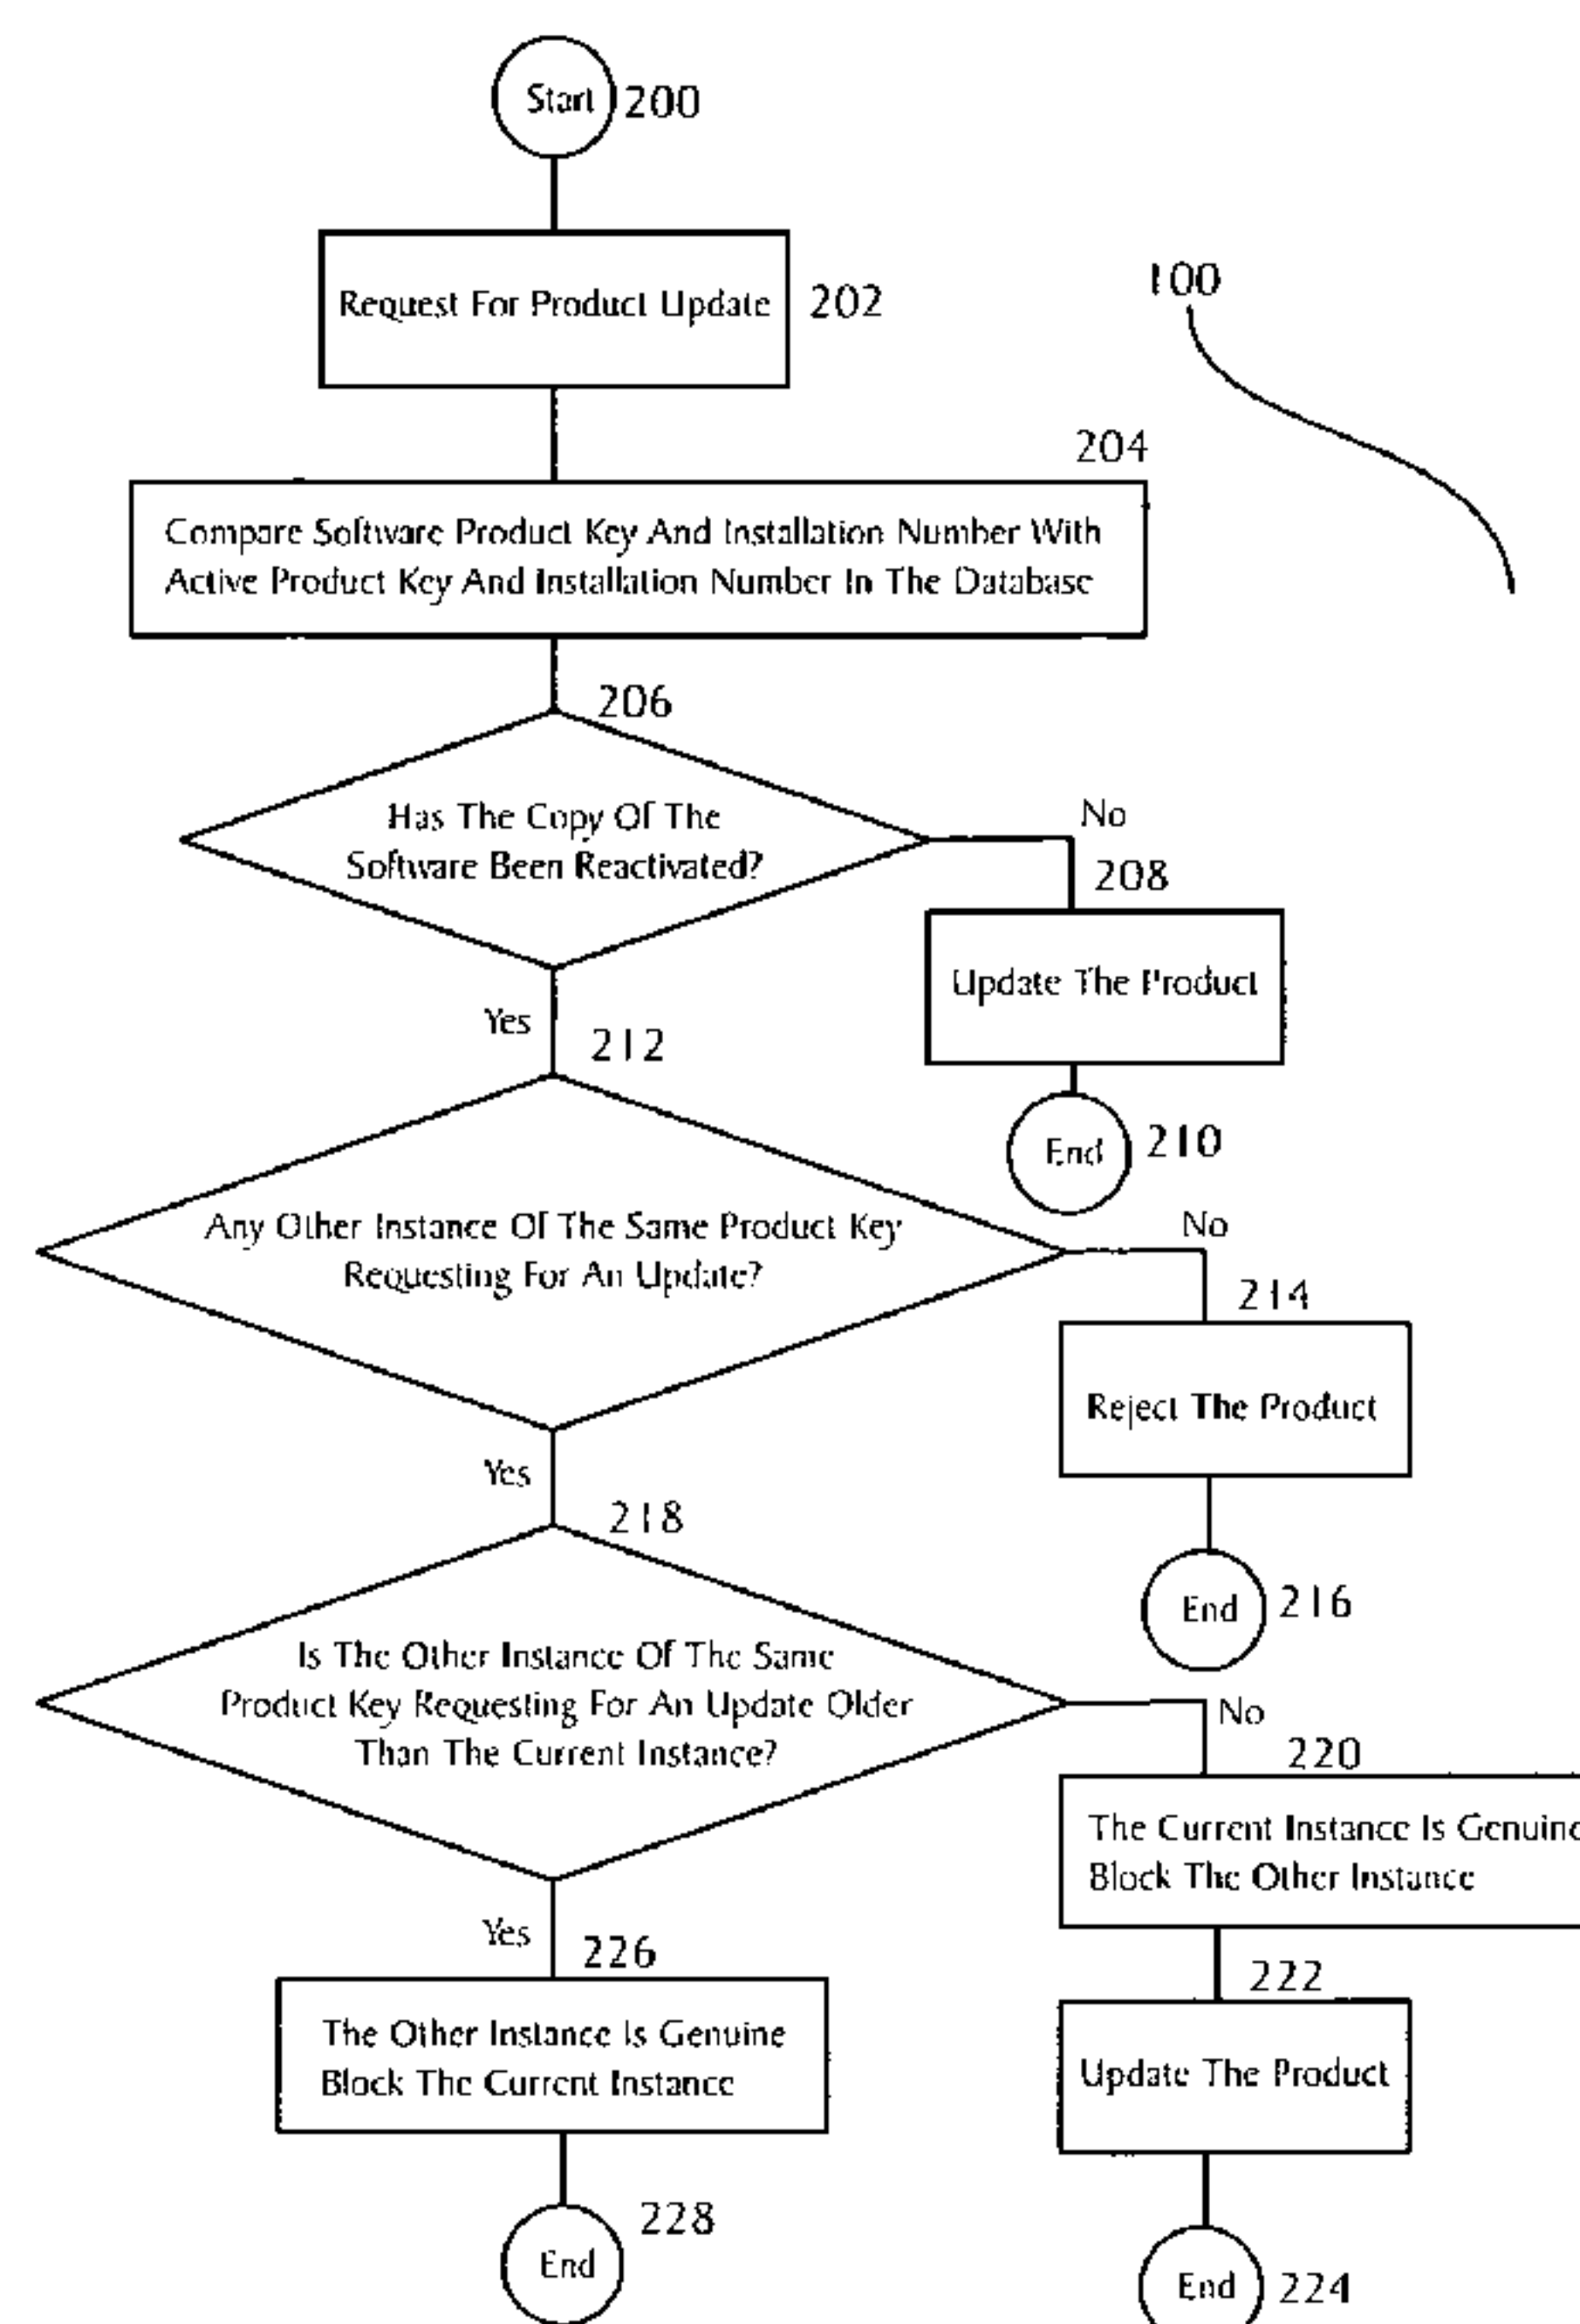 Start 200
Request For Product Update 202
100
204
Compare Software Product Key And Installation Number With
Active Product Key And Installation Number In The Database
206
Has The Copy Of The
Software Been Reactivated?
No
208
Update The Product
End 210
Yes
212
Any Other Instance Of The Same Product Key
Requesting For An Update?
No
214
Reject The Product
End 216
Yes
218
Is The Other Instance Of The Same
Product Key Requesting For An Update Older
Than The Current Instance?
No
220
The Current Instance Is Genuine
Block The Other Instance
222
Update The Product
End 224
Yes
226
The Other Instance Is Genuine
Block The Current Instance
228
End